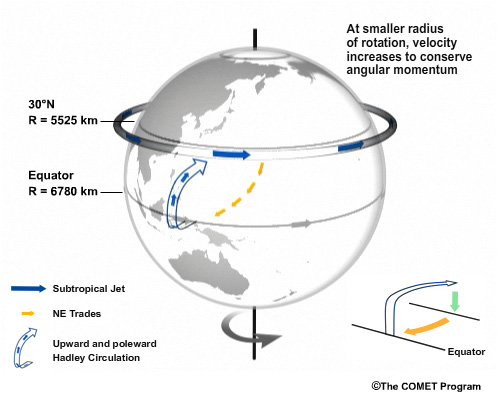 At smaller radius
of rotation, velocity
increases to conserve
angular momentum
30°N
R = 5525 km
Equator
R = 6780 km
Subtropical Jet
NE Trades
Upward and poleward
Hadley Circulation
Equator
©The COMET Program